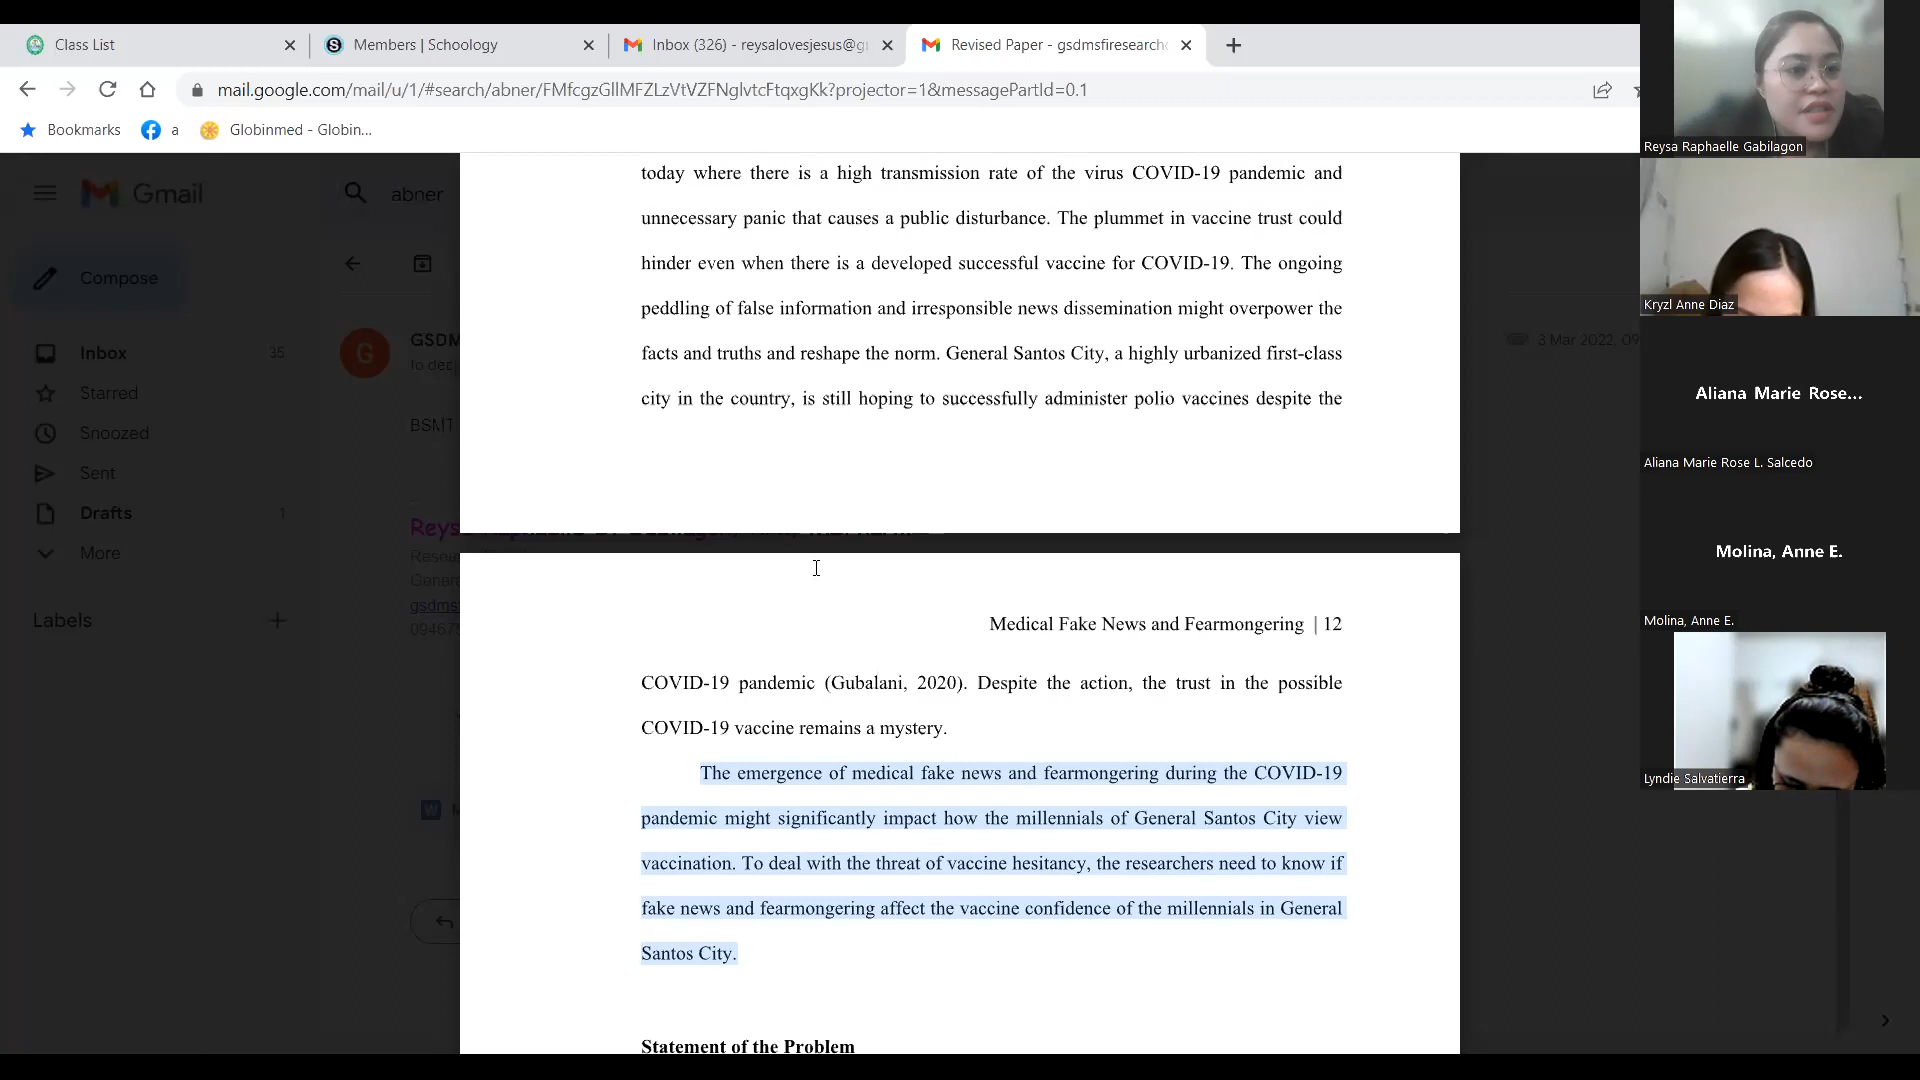 Class List
Members | Schoology
Inbox (326) - reysalovesjesus@g
Revised Paper - gsdmsfiresearch
mail.google.com/mail/u/1/#search/abner/FMfcgzGllMFZLzVtVZFNglvtcFtqxgKk?projector=1&messagePartId=0.1
Bookmarks
a
Globinmed - Globin...
Gmail
abner
Compose
Inbox 35
Starred
Snoozed
Sent
Drafts 1
More
Labels
G
GSDM
BSMT
3 Mar 2022, 09
today where there is a high transmission rate of the virus COVID-19 pandemic and
unnecessary panic that causes a public disturbance. The plummet in vaccine trust could
hinder even when there is a developed successful vaccine for COVID-19. The ongoing
peddling of false information and irresponsible news dissemination might overpower the
facts and truths and reshape the norm. General Santos City, a highly urbanized first-class
city in the country, is still hoping to successfully administer polio vaccines despite the
Medical Fake News and Fearmongering | 12
COVID-19 pandemic (Gubalani, 2020). Despite the action, the trust in the possible
COVID-19 vaccine remains a mystery.
The emergence of medical fake news and fearmongering during the COVID-19
pandemic might significantly impact how the millennials of General Santos City view
vaccination. To deal with the threat of vaccine hesitancy, the researchers need to know if
fake news and fearmongering affect the vaccine confidence of the millennials in General
Santos City.
Statement of the Problem
Reysa Raphaelle Gabilagon
Kryzl Anne Diaz
Aliana Marie Rose...
Aliana Marie Rose L. Salcedo
Molina, Anne E.
Molina, Anne E.
Lyndie Salvatierra